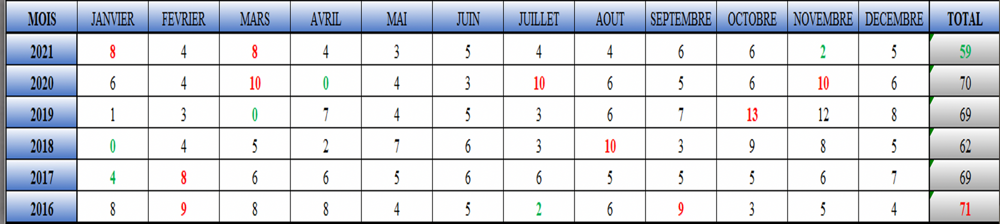 MOIS JANVIER FEVRIER MARS AVRIL MAI JUIN JUILLET AOUT SEPTEMBRE OCTOBRE NOVEMBRE DECEMBRE TOTAL
2021 8 4 8 4 3 5 4 4 6 6 2 5 59
2020 6 4 10 0 4 3 10 6 5 6 10 6 70
2019 1 3 0 7 4 5 3 6 7 13 12 8 69
2018 0 4 5 2 7 6 3 10 3 9 8 5 62
2017 4 8 6 6 5 6 6 5 5 5 6 7 69
2016 8 9 8 8 4 5 2 6 9 3 5 4 71